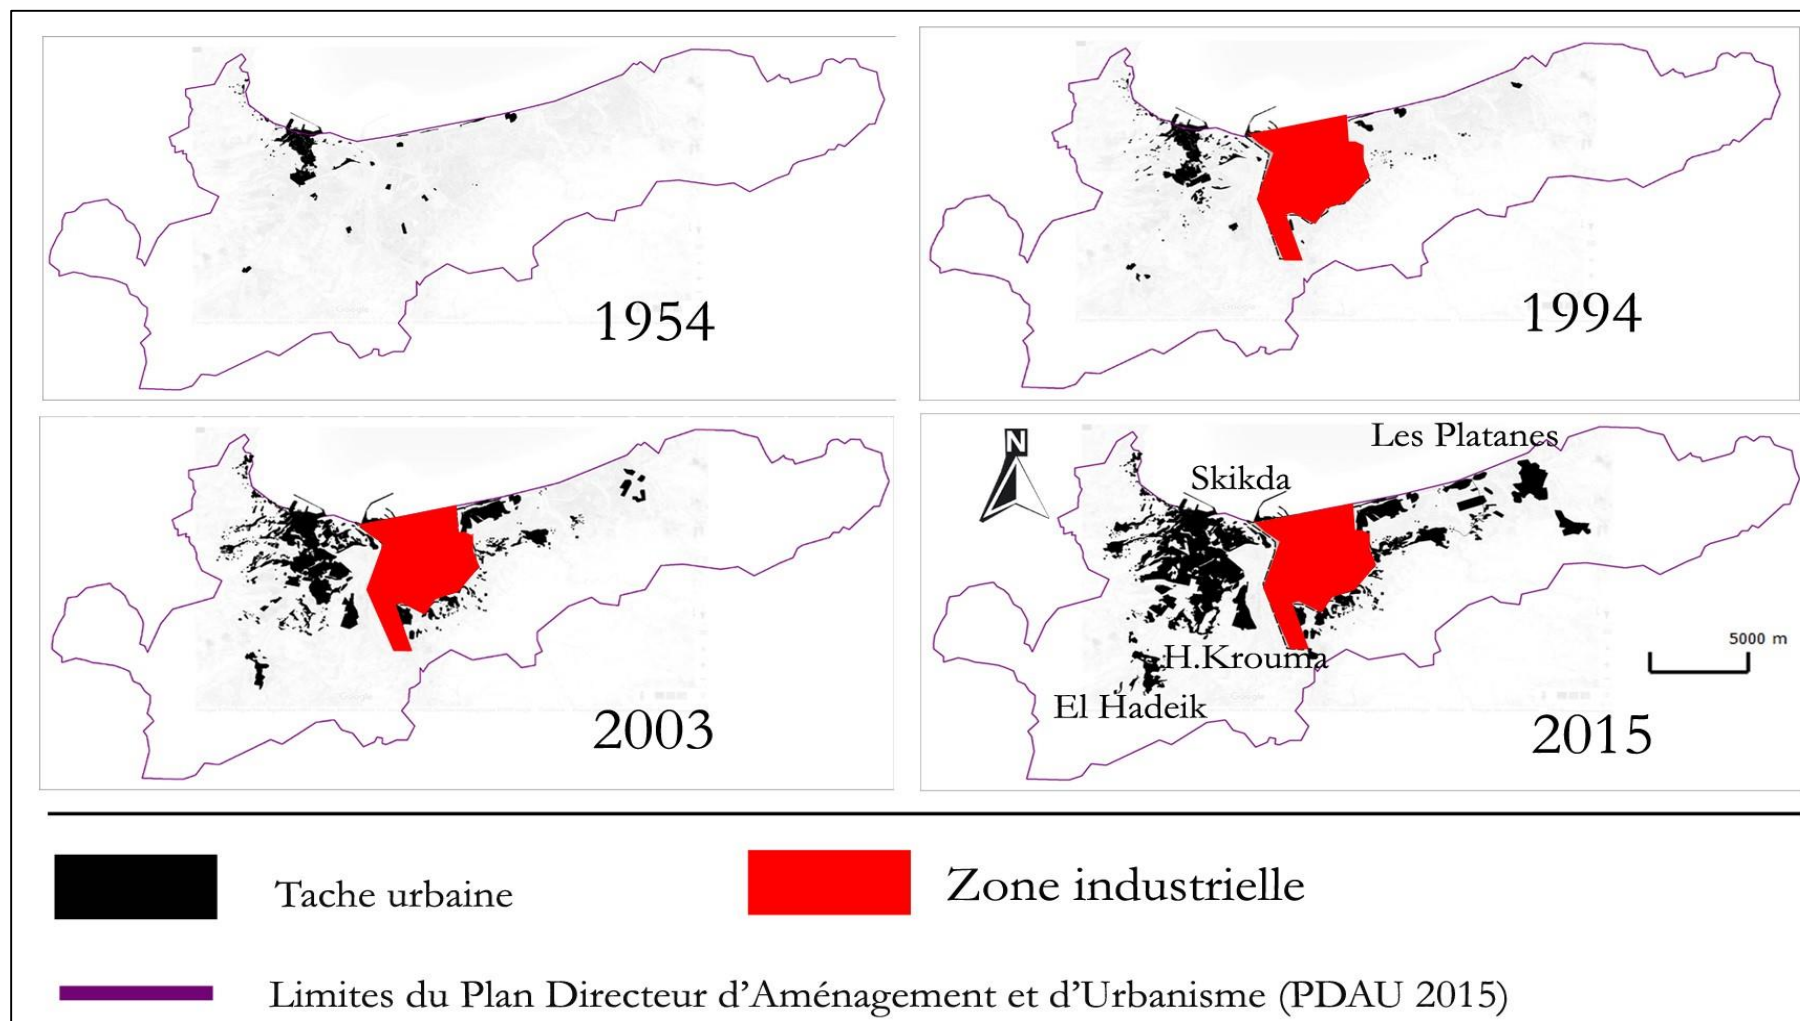 1954
1994
2003
N
Les Platanes
Skikda
H.Krouma
El Hadeik
5000 m
2015
Tache urbaine
Zone industrielle
Limites du Plan Directeur d'Aménagement et d'Urbanisme (PDAU 2015)